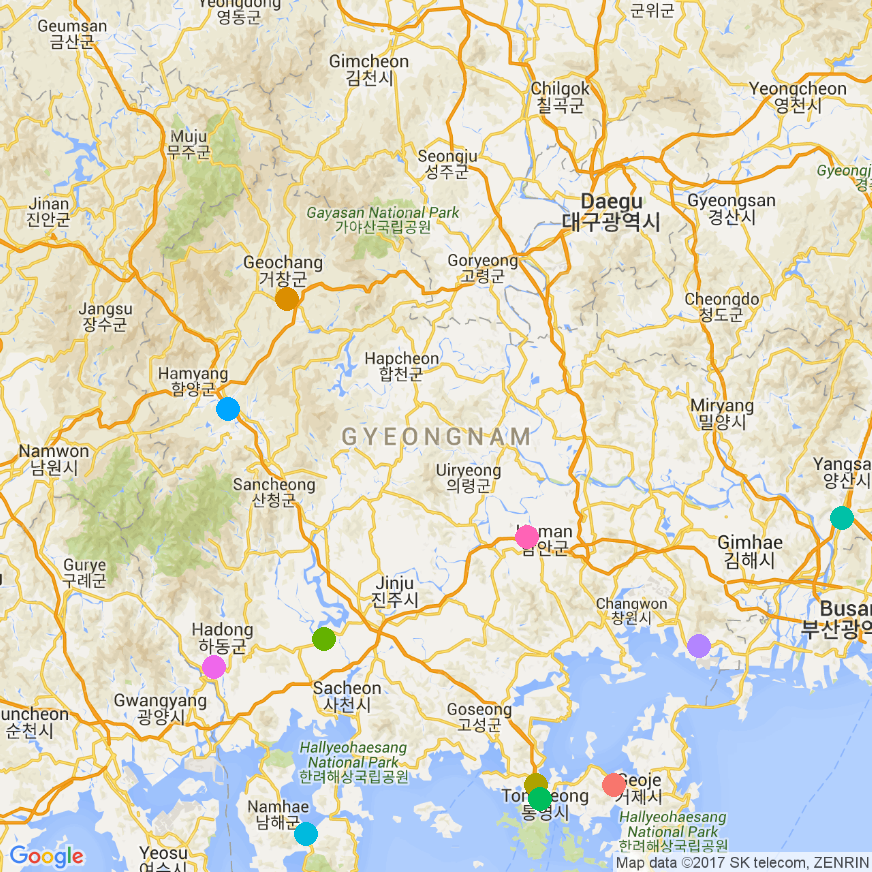 Yeongdong
영동군
군위군
Geumsan
금산군
Gimcheon
김천시
Chilgok
칠곡군
Yeongcheon
영천시
Muju
무주군
Seongju
성주군
Gyeongju
Jinan
진안군
Gayasan National Park
가야산국립공원
Daegu
대구광역시
Gyeongsan
경산시
Geochang
거창군
Goryeong
고령군
Jangsu
장수군
Cheongdo
청도군
Hapcheon
합천군
Hamyang
함양군
Miryang
밀양시
GYEONGNAM
Namwon
남원시
Uiryeong
의령군
Sancheong
산청군
Yangsa
양산시
Gimhae
김해시
Gurye
구례군
Jinju
진주시
Changwon
창원시
Busan
부산광역
Hadong
하동군
Sacheon
사천시
Gwangyang
광양시
uncheon
순천시
Goseong
고성군
Hallyeohaesang
National Park
한려해상국립공원
Geoje
거제시
통영시
Namhae
남해군
Hallyeohaesang
National Park
한려해상국립공원
Yeosu
여수시
Google
Map data ©2017 SK telecom, ZENRIN